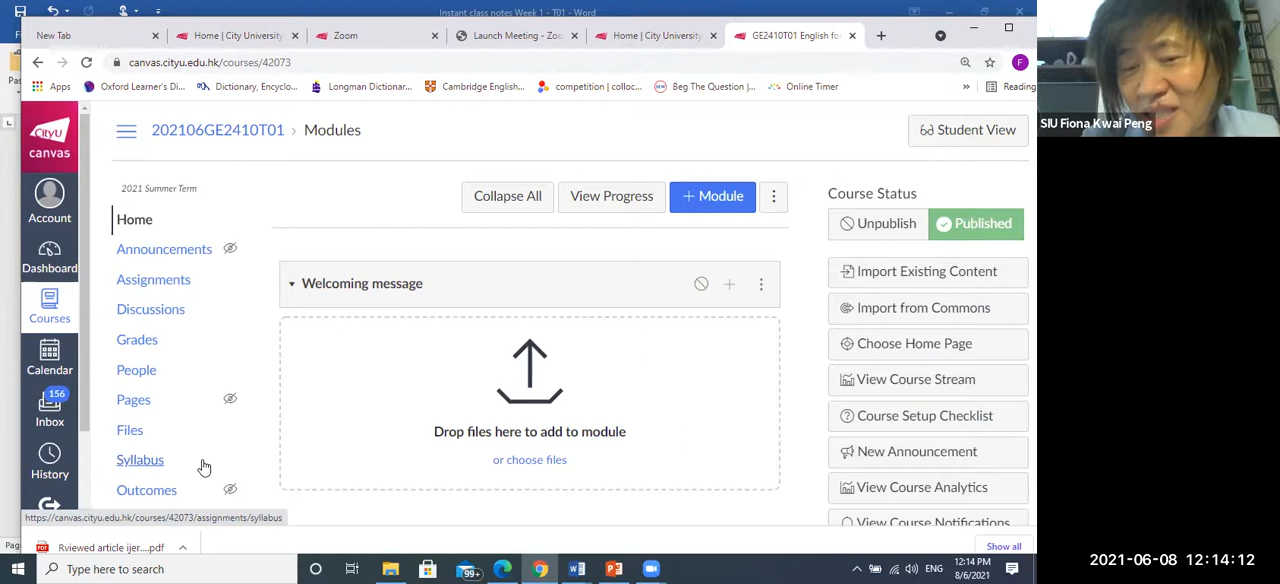 Instant class notes Week 1 - T01 - Word
New Tab
Home | City University
Zoom
Launch Meeting - Zoo
Home | City University
GE2410T01 English fo
canvas.cityu.edu.hk/courses/42073
F
Apps
Oxford Learner's Di...
Dictionary, Encyclo...
Longman Dictionar...
Cambridge English...
competition | colloc...
Beg The Question |...
Online Timer
»
Reading
Pas
CityU
canvas
Account
Dashboard
Courses
Calendar
156
Inbox
History
202106GE2410T01 › Modules
Student View
2021 Summer Term
Home
Announcements
Assignments
Discussions
Grades
People
Pages
Files
Syllabus
Outcomes
Collapse All
View Progress
+ Module
Welcoming message
Drop files here to add to module
or choose files
Course Status
Unpublish
Published
Import Existing Content
Import from Commons
Choose Home Page
View Course Stream
Course Setup Checklist
New Announcement
View Course Analytics
View Course Notifications
https://canvas.cityu.edu.hk/courses/42073/assignments/syllabus
Page
Rviewed article ijer....pdf
Show all
Type here to search
99+
ENG
12:14 PM
8/6/2021
SIU Fiona Kwai Peng
2021-06-08 12:14:12